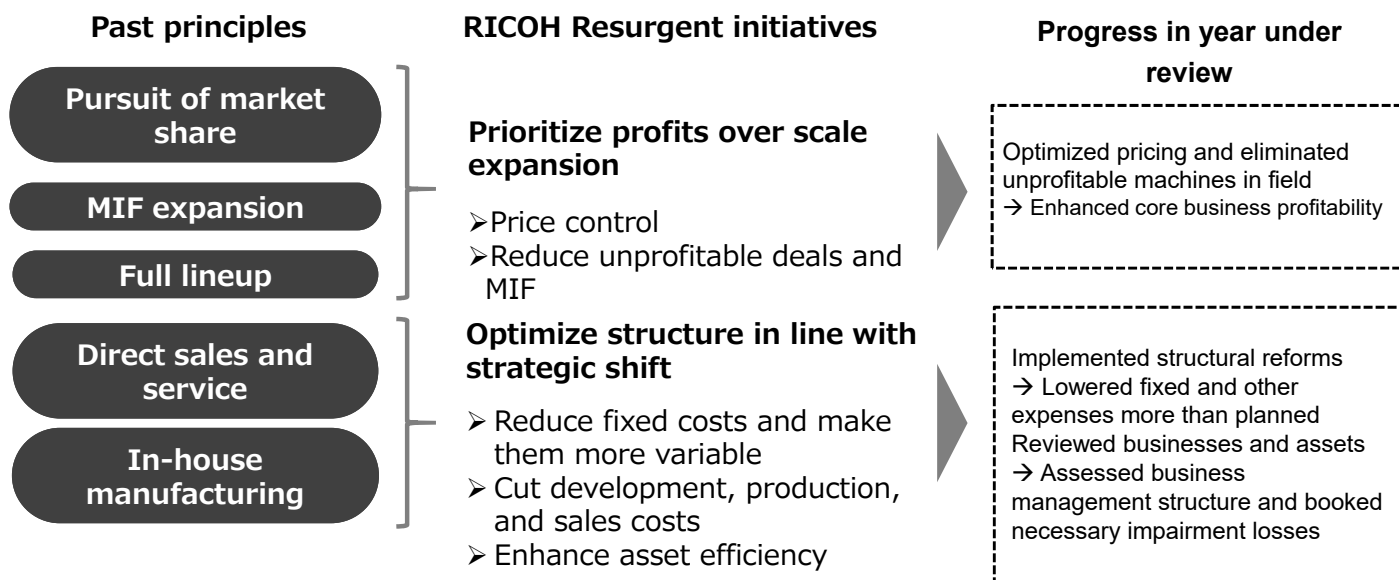 Past principles
Pursuit of market
share
MIF expansion
Full lineup
Direct sales and
service
In-house
manufacturing
RICOH Resurgent initiatives
Prioritize profits over scale
expansion
➢Price control
➢Reduce unprofitable deals and
MIF
Optimize structure in line with
strategic shift
➢ Reduce fixed costs and make
them more variable
➢ Cut development, production,
and sales costs
➢ Enhance asset efficiency
Progress in year under
review
Optimized pricing and eliminated
unprofitable machines in field
→ Enhanced core business profitability
Implemented structural reforms
→ Lowered fixed and other
expenses more than planned
Reviewed businesses and assets
→ Assessed business
management structure and booked
necessary impairment losses